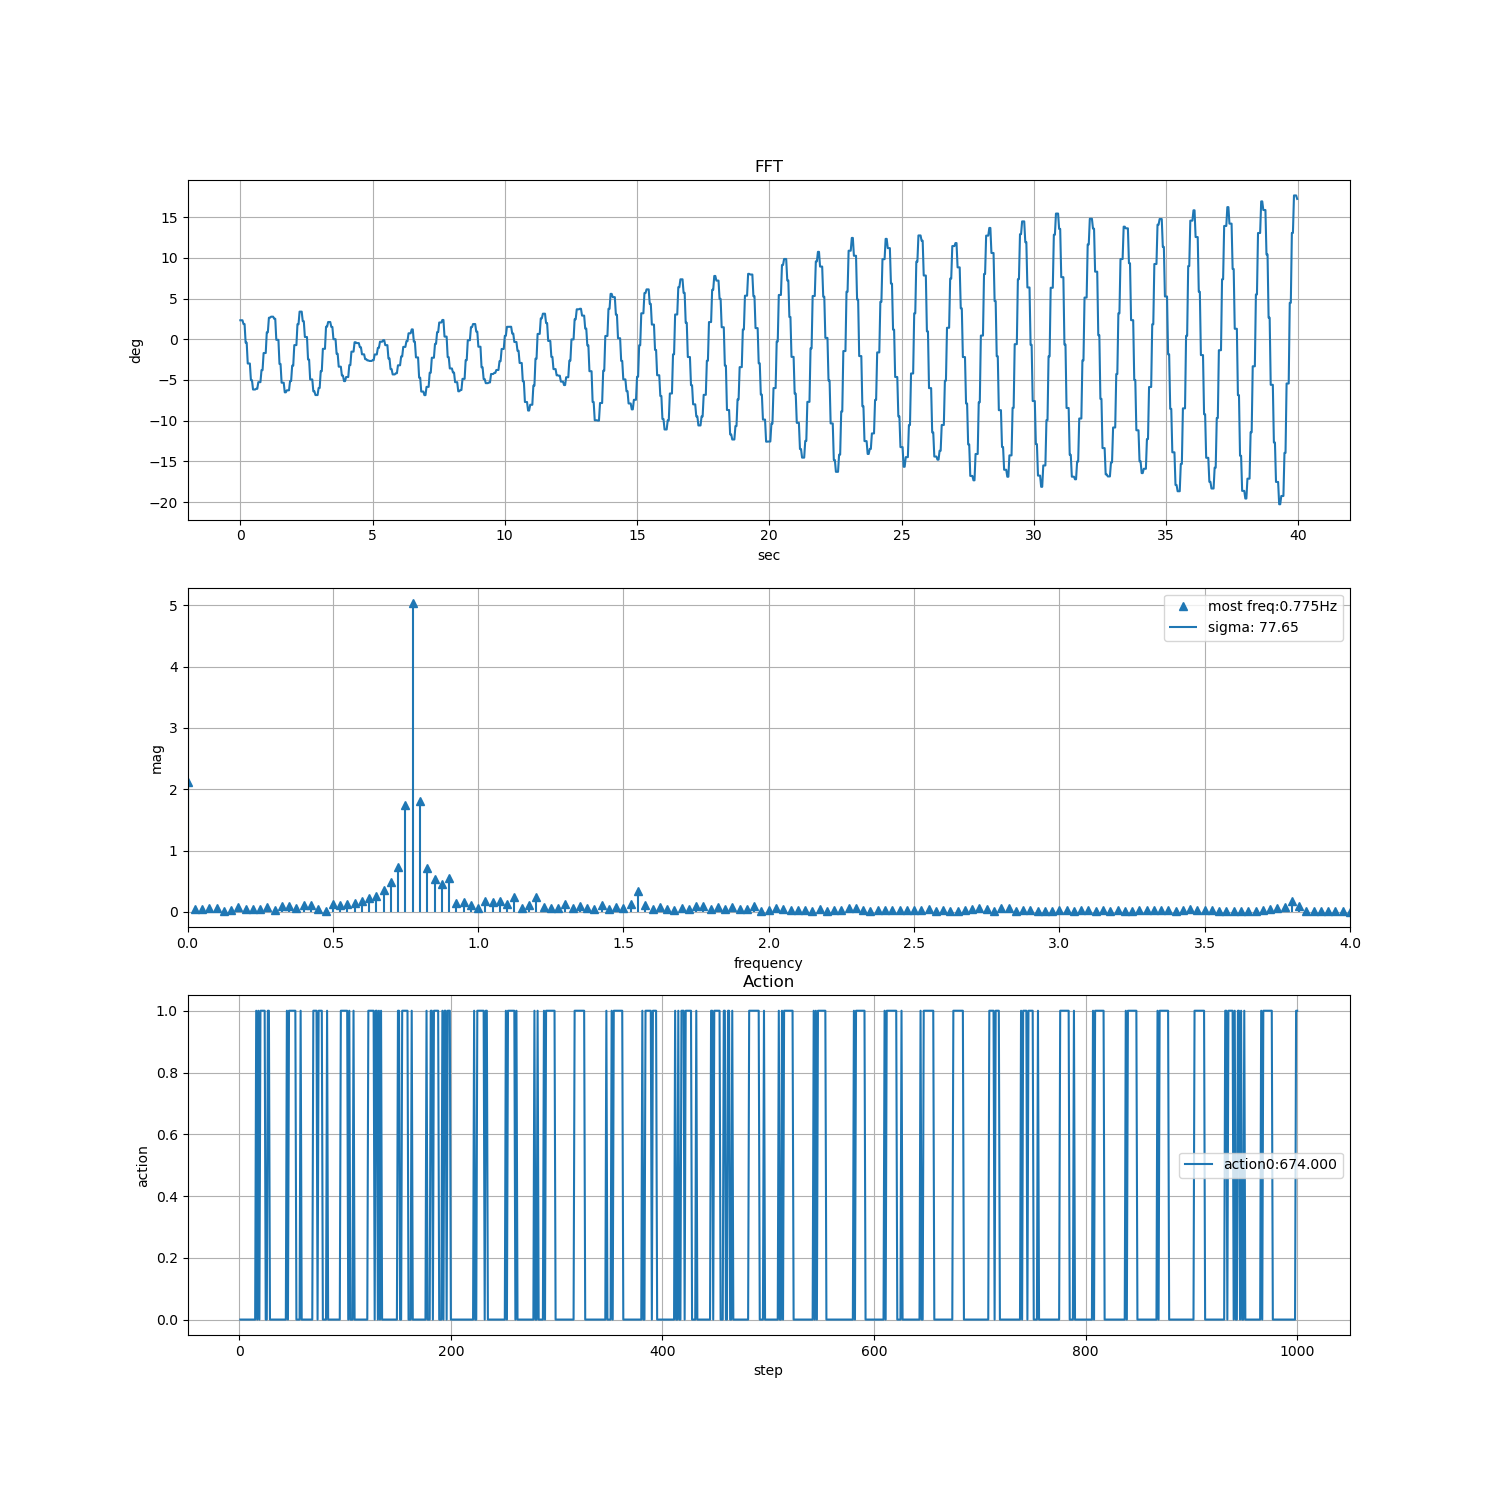 FFT
15
10
5
0
−5
−10
−15
−20
deg
0 5 10 15 20 25 30 35 40
sec
5
4
3
2
1
0
mag
most freq:0.775Hz
sigma: 77.65
0.0 0.5 1.0 1.5 2.0 2.5 3.0 3.5 4.0
frequency
Action
1.0
0.8
0.6
0.4
0.2
0.0
action
action0:674.000
0 200 400 600 800 1000
step